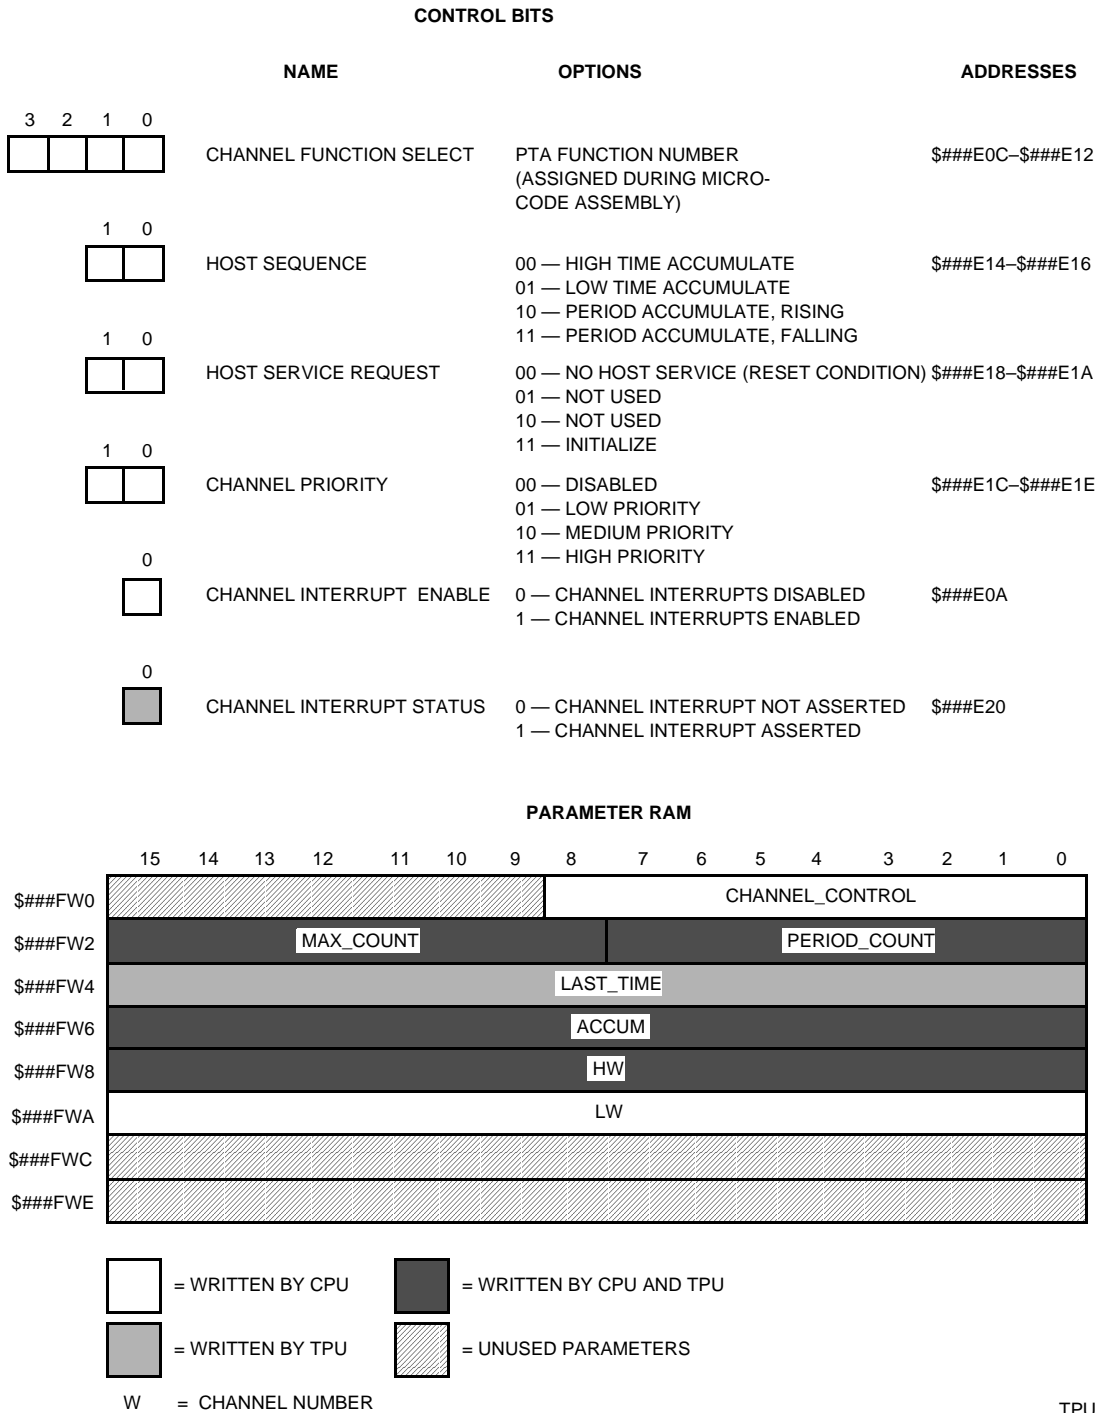 CONTROL BITS
NAME OPTIONS ADDRESSES
3 2 1 0
CHANNEL FUNCTION SELECT PTA FUNCTION NUMBER $###E0C–$###E12
(ASSIGNED DURING MICRO-
CODE ASSEMBLY)
1 0
HOST SEQUENCE 00 — HIGH TIME ACCUMULATE $###E14–$###E16
01 — LOW TIME ACCUMULATE
10 — PERIOD ACCUMULATE, RISING
11 — PERIOD ACCUMULATE, FALLING
1 0
HOST SERVICE REQUEST 00 — NO HOST SERVICE (RESET CONDITION) $###E18–$###E1A
01 — NOT USED
10 — NOT USED
11 — INITIALIZE
1 0
CHANNEL PRIORITY 00 — DISABLED $###E1C–$###E1E
01 — LOW PRIORITY
10 — MEDIUM PRIORITY
11 — HIGH PRIORITY
0
CHANNEL INTERRUPT ENABLE 0 — CHANNEL INTERRUPTS DISABLED $###E0A
1 — CHANNEL INTERRUPTS ENABLED
0
CHANNEL INTERRUPT STATUS 0 — CHANNEL INTERRUPT NOT ASSERTED $###E20
1 — CHANNEL INTERRUPT ASSERTED
PARAMETER RAM
15 14 13 12 11 10 9 8 7 6 5 4 3 2 1 0
$###FW0 CHANNEL_CONTROL
$###FW2 MAX_COUNT PERIOD_COUNT
$###FW4 LAST_TIME
$###FW6 ACCUM
$###FW8 HW
$###FWA LW
$###FWC
$###FWE
= WRITTEN BY CPU = WRITTEN BY CPU AND TPU
= WRITTEN BY TPU = UNUSED PARAMETERS
W = CHANNEL NUMBER
TPU